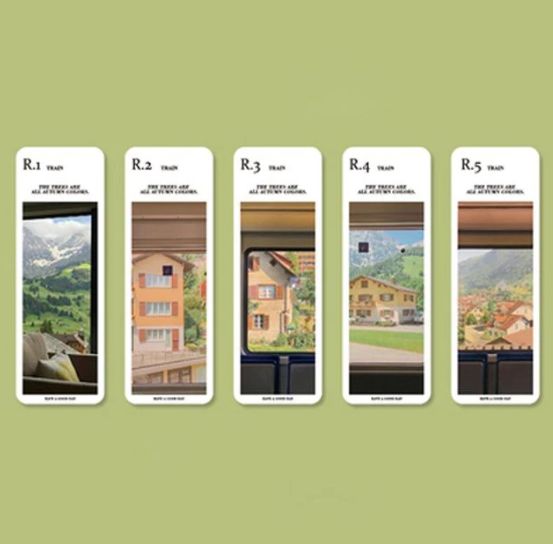 R.1 TRAIN
THE TREES ARE
ALL AUTUMN COLORS.
HAVE A GOOD DAY
R.2 TRAIN
THE TREES ARE
ALL AUTUMN COLORS.
HAVE A GOOD DAY
R.3 TRAIN
THE TREES ARE
ALL AUTUMN COLORS.
HAVE A GOOD DAY
R.4 TRAIN
THE TREES ARE
ALL AUTUMN COLORS.
HAVE A GOOD DAY
R.5 TRAIN
THE TREES ARE
ALL AUTUMN COLORS.
HAVE A GOOD DAY